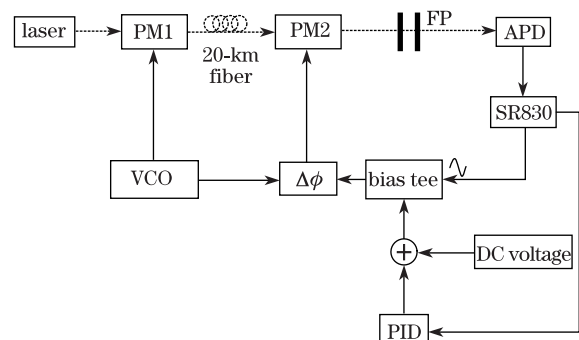 laser
PM1
20-km
fiber
PM2
FP
APD
SR830
VCO
Δϕ
bias tee
+
DC voltage
PID